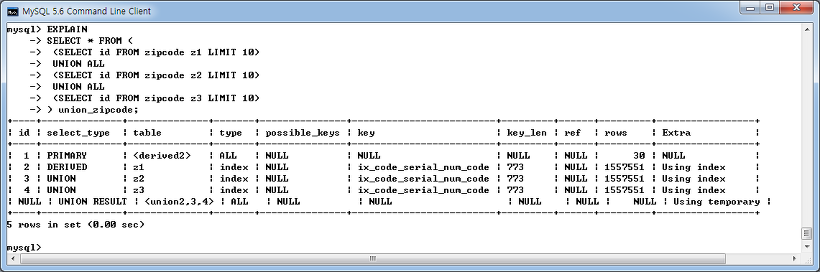 MySQL 5.6 Command Line Client
mysql> EXPLAIN
    -> SELECT * FROM (
    ->  (SELECT id FROM zipcode z1 LIMIT 10)
    ->  UNION ALL
    ->  (SELECT id FROM zipcode z2 LIMIT 10)
    ->  UNION ALL
    ->  (SELECT id FROM zipcode z3 LIMIT 10)
    -> ) union_zipcode;
+----+--------------+--------------+-------+---------------+-------------------------+---------+------+---------+-----------------+
| id | select_type | table | type | possible_keys | key | key_len | ref | rows | Extra |
+----+--------------+--------------+-------+---------------+-------------------------+---------+------+---------+-----------------+
| 1 | PRIMARY | <derived2> | ALL | NULL | NULL | NULL | NULL | 30 | NULL |
| 2 | DERIVED | z1 | index | NULL | ix_code_serial_num_code | 773 | NULL | 1557551 | Using index |
| 3 | UNION | z2 | index | NULL | ix_code_serial_num_code | 773 | NULL | 1557551 | Using index |
| 4 | UNION | z3 | index | NULL | ix_code_serial_num_code | 773 | NULL | 1557551 | Using index |
| NULL | UNION RESULT | <union2,3,4> | ALL | NULL | NULL | NULL | NULL | NULL | Using temporary |
+----+--------------+--------------+-------+---------------+-------------------------+---------+------+---------+-----------------+
5 rows in set (0.00 sec)
mysql>